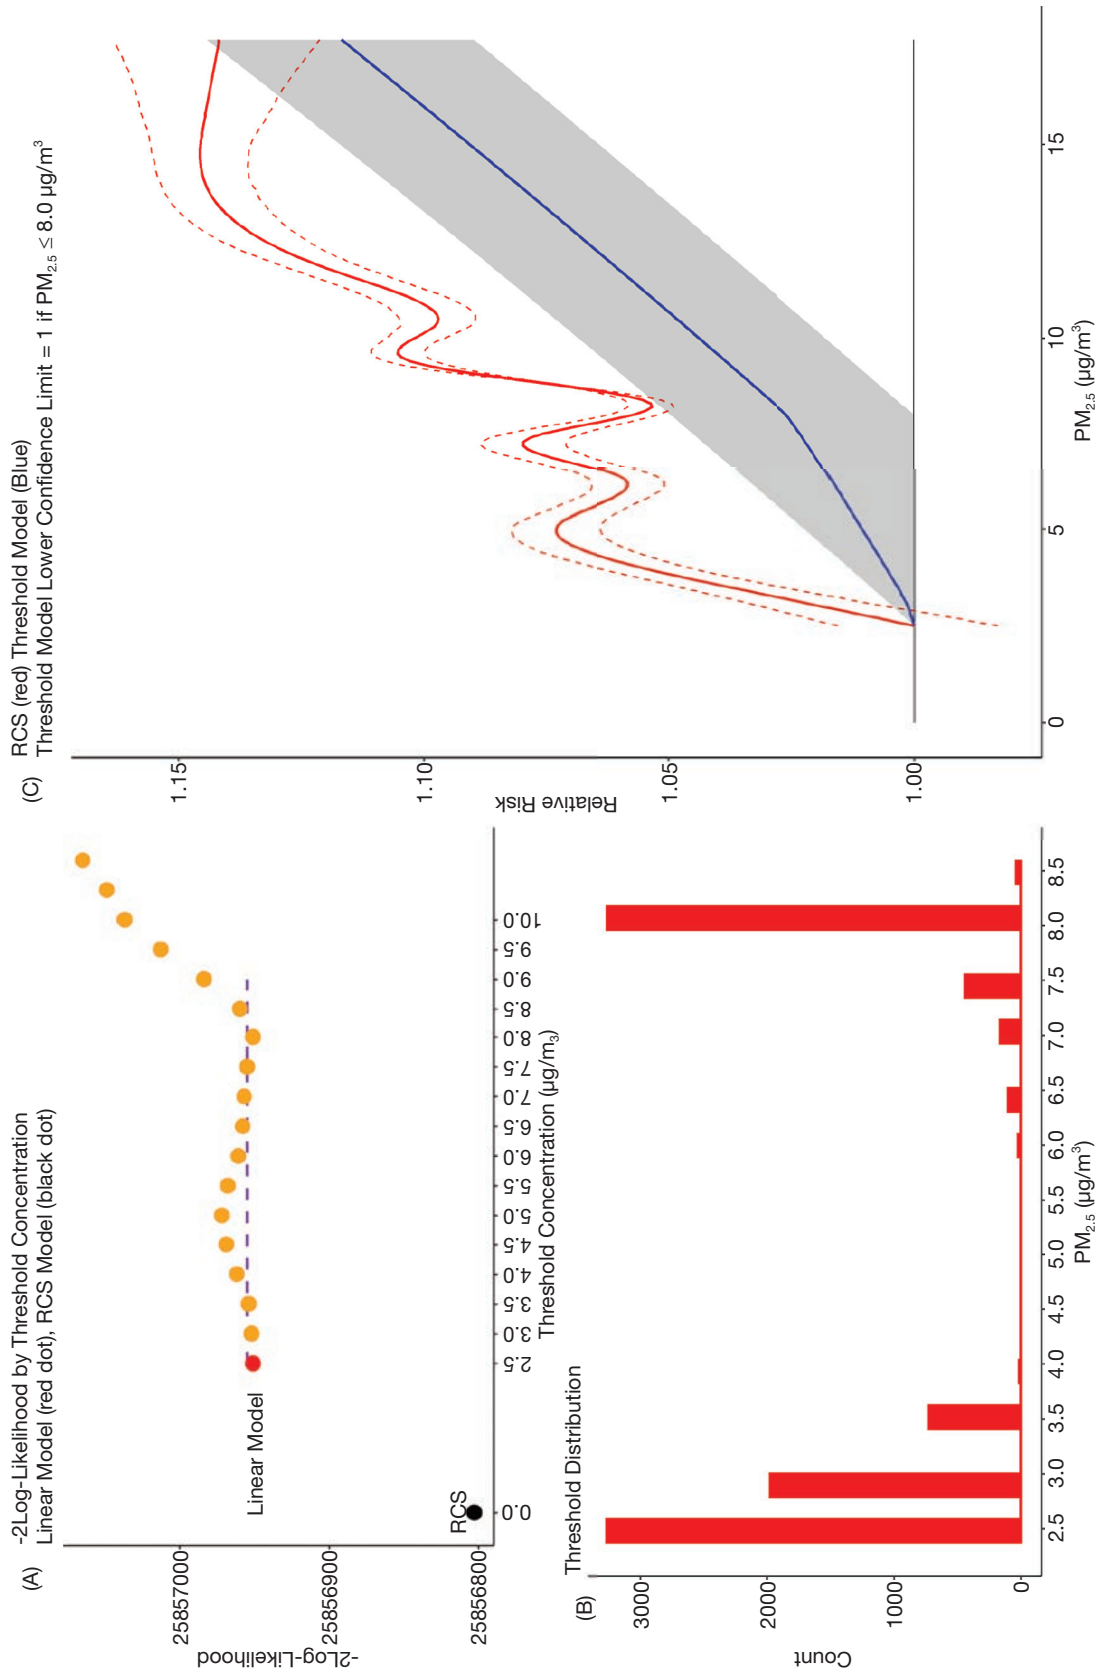 (A)
-2Log-Likelihood by Threshold Concentration
Linear Model (red dot), RCS Model (black dot)
25857000
25856900
25856800
-2Log-Likelihood
Linear Model
RCS
0.0
2.5
3.0
3.5
4.0
4.5
5.0
5.5
6.0
6.5
7.0
7.5
8.0
8.5
9.0
9.5
10.0
Threshold Concentration (µg/m3)
(B)
Threshold Distribution
3000
2000
1000
0
Count
2.5
3.0
3.5
4.0
4.5
5.0
5.5
6.0
6.5
7.0
7.5
8.0
8.5
PM2.5 (µg/m3)
(C)
RCS (red) Threshold Model (Blue)
Threshold Model Lower Confidence Limit = 1 if PM2.5 ≤ 8.0 µg/m3
1.15
1.10
1.05
1.00
Relative Risk
0
5
10
15
PM2.5 (µg/m3)